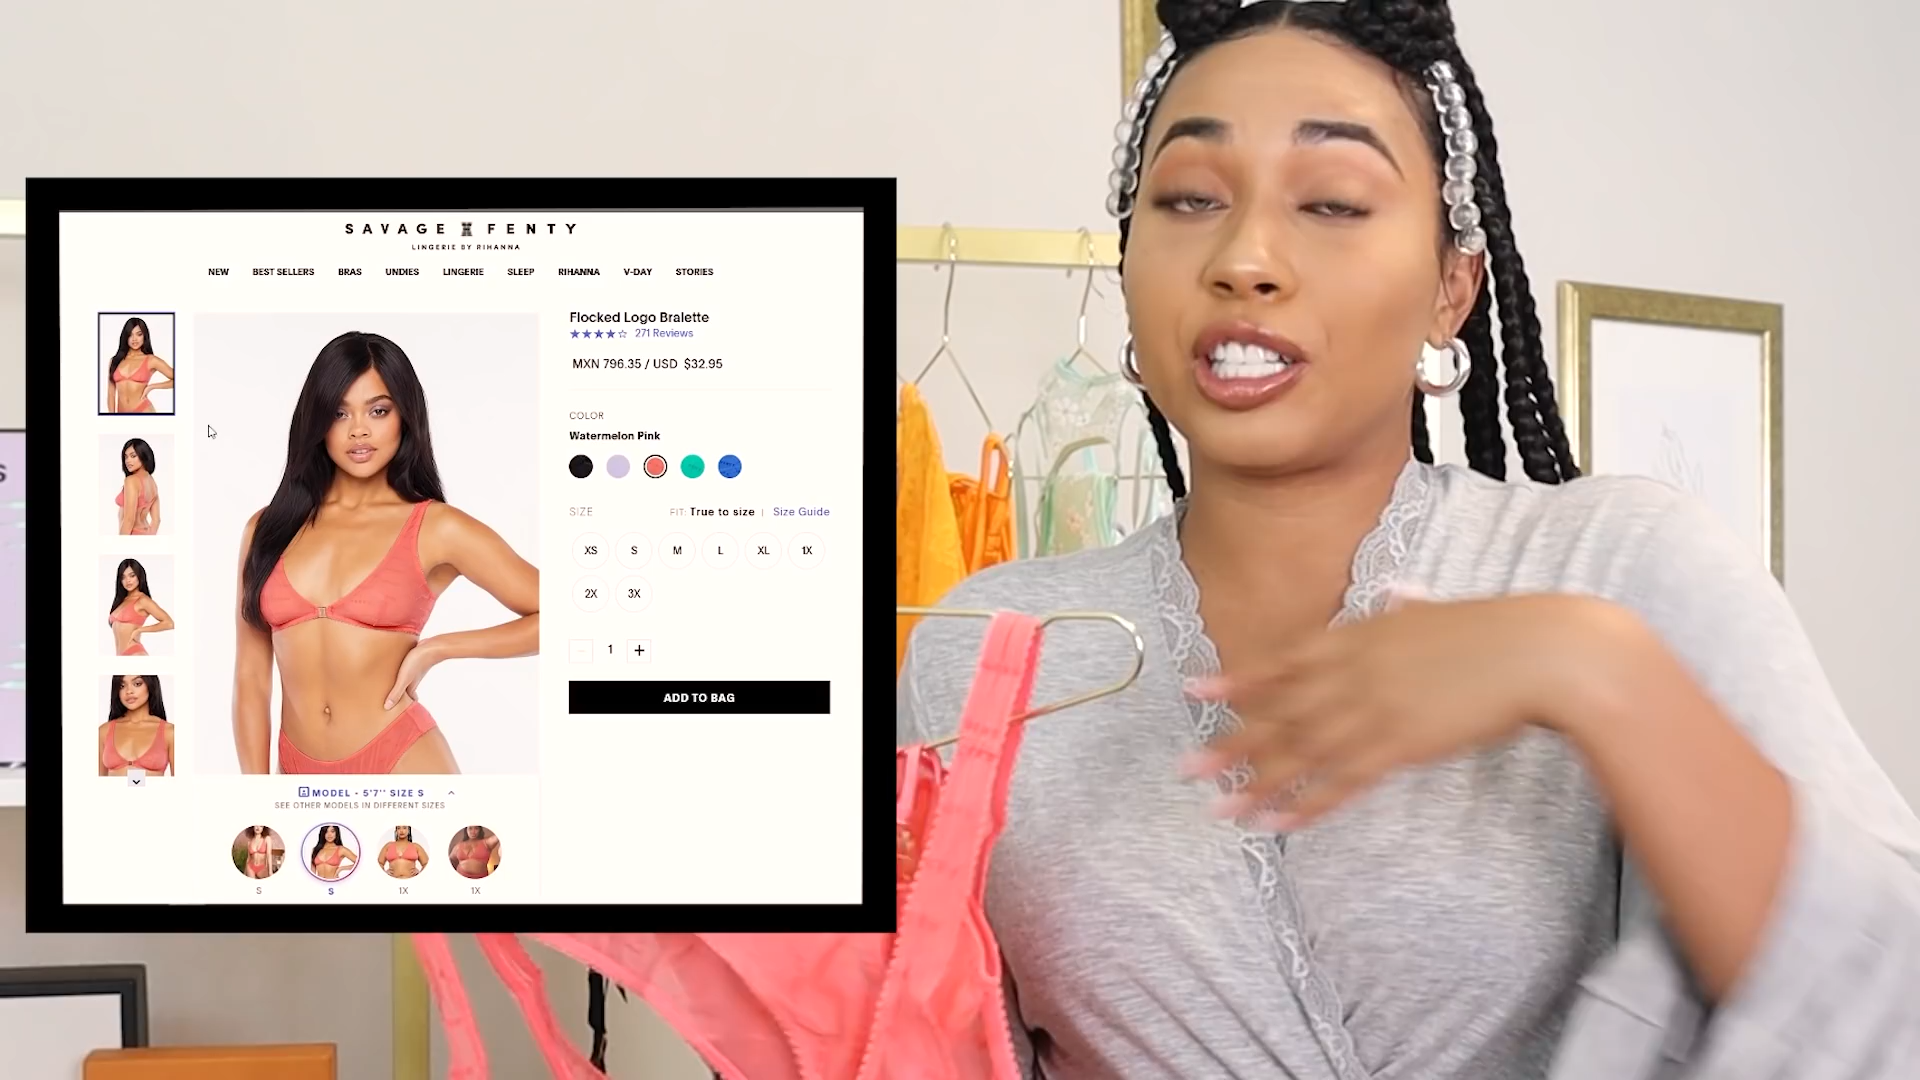 SAVAGE X FENTY
LINGERIE BY RIHANNA
NEW BEST SELLERS BRAS UNDIES LINGERIE SLEEP RIHANNA V-DAY STORIES
Flocked Logo Bralette
271 Reviews
MXN 796.35 / USD $32.95
COLOR
Watermelon Pink
SIZE FIT: True to size | Size Guide
XS S M L XL 1X
2X 3X
- 1 +
ADD TO BAG
MODEL - 5'7'' SIZE S
SEE OTHER MODELS IN DIFFERENT SIZES
S S 1X 1X
S